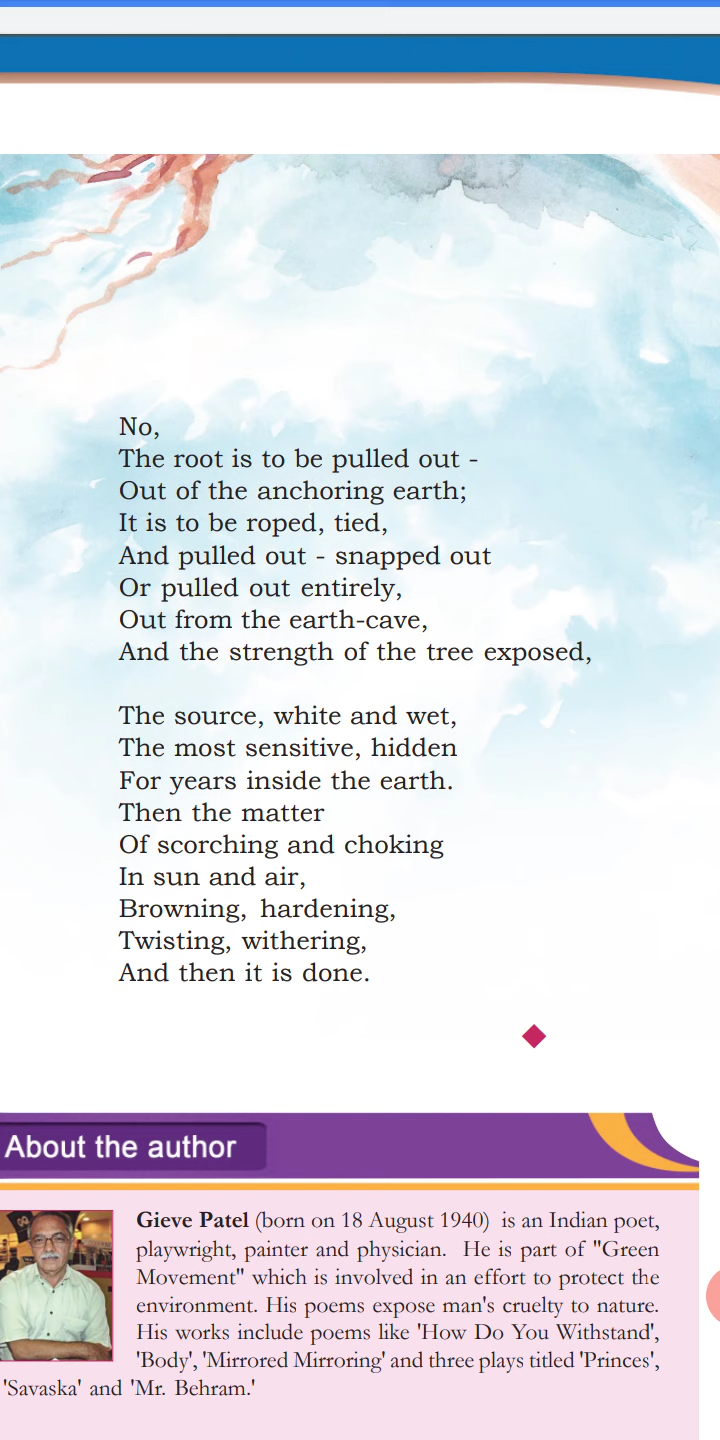 No,
The root is to be pulled out -
Out of the anchoring earth;
It is to be roped, tied,
And pulled out - snapped out
Or pulled out entirely,
Out from the earth-cave,
And the strength of the tree exposed,
The source, white and wet,
The most sensitive, hidden
For years inside the earth.
Then the matter
Of scorching and choking
In sun and air,
Browning, hardening,
Twisting, withering,
And then it is done.
About the author
Gieve Patel (born on 18 August 1940) is an Indian poet,
playwright, painter and physician. He is part of "Green
Movement" which is involved in an effort to protect the
environment. His poems expose man's cruelty to nature.
His works include poems like 'How Do You Withstand',
'Body', 'Mirrored Mirroring' and three plays titled 'Princes',
'Savaska' and 'Mr. Behram.'